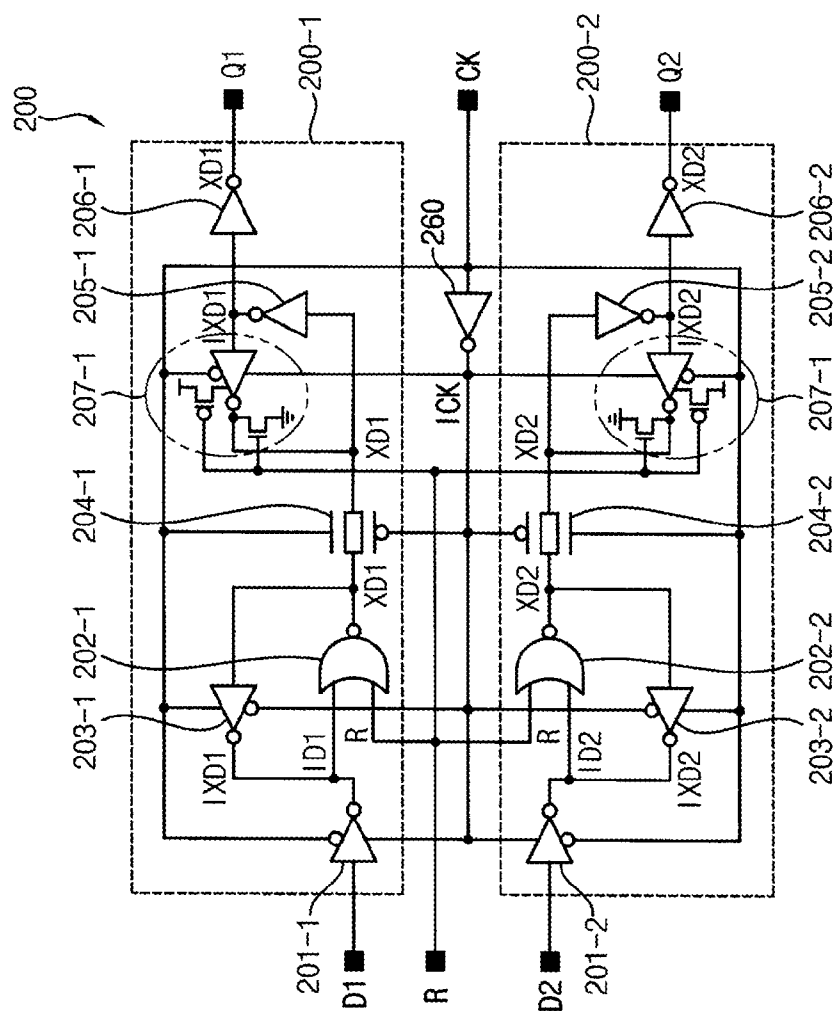 200
Q1
200-1
CK
200-2
Q2
206-1
XD1
260
XD2
206-2
205-1
IXD1
205-2
IXD2
207-1
ICK
207-1
XD1
XD2
204-1
204-2
XD1
XD2
202-1
202-2
203-1
R
R
203-2
IXD1
ID1
ID2
IXD2
201-1
201-2
D1
R
D2